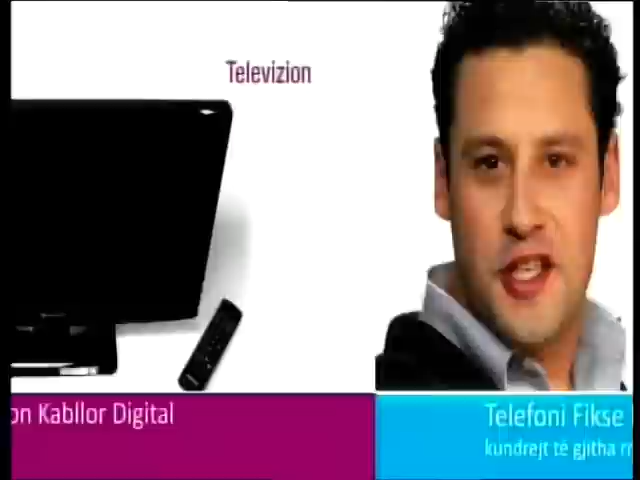 Televizion
on Kabllor Digital
Telefoni Fikse
kundrejt të gjitha